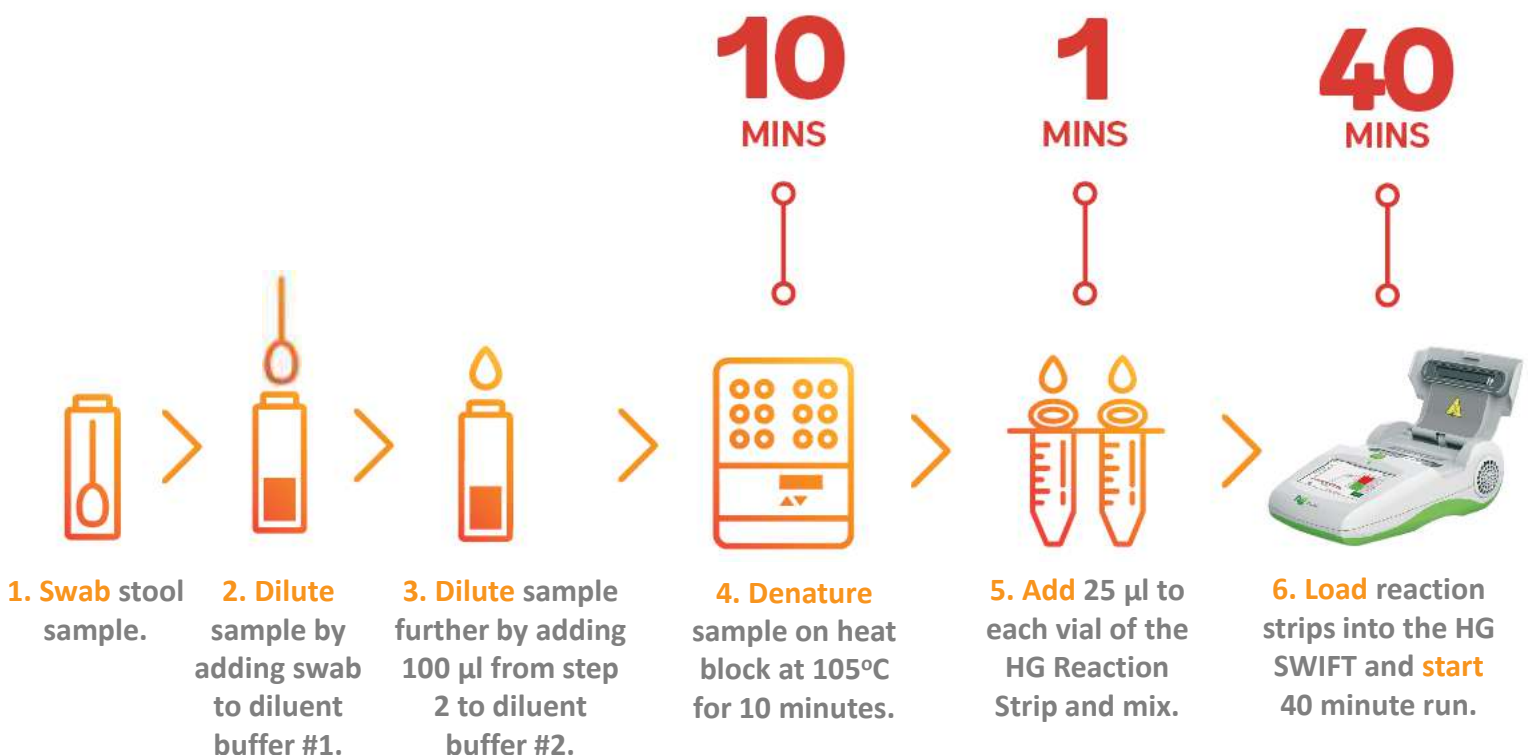 10
MINS
1
MINS
40
MINS
1. Swab stool
sample.
2. Dilute
sample by
adding swab
to diluent
buffer #1.
3. Dilute sample
further by adding
100 µl from step
2 to diluent
buffer #2.
4. Denature
sample on heat
block at 105°C
for 10 minutes.
5. Add 25 µl to
each vial of the
HG Reaction
Strip and mix.
6. Load reaction
strips into the HG
SWIFT and start
40 minute run.